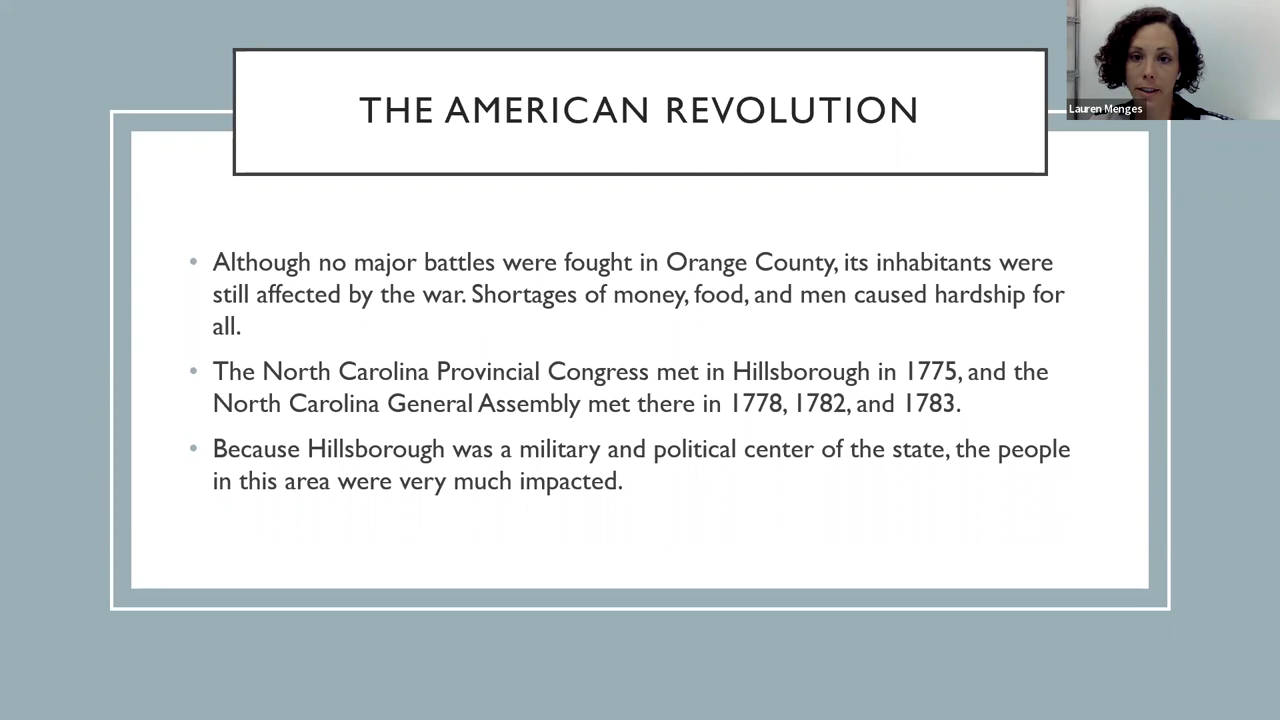 THE AMERICAN REVOLUTION
Lauren Menges
• Although no major battles were fought in Orange County, its inhabitants were
still affected by the war. Shortages of money, food, and men caused hardship for
all.
• The North Carolina Provincial Congress met in Hillsborough in 1775, and the
North Carolina General Assembly met there in 1778, 1782, and 1783.
• Because Hillsborough was a military and political center of the state, the people
in this area were very much impacted.